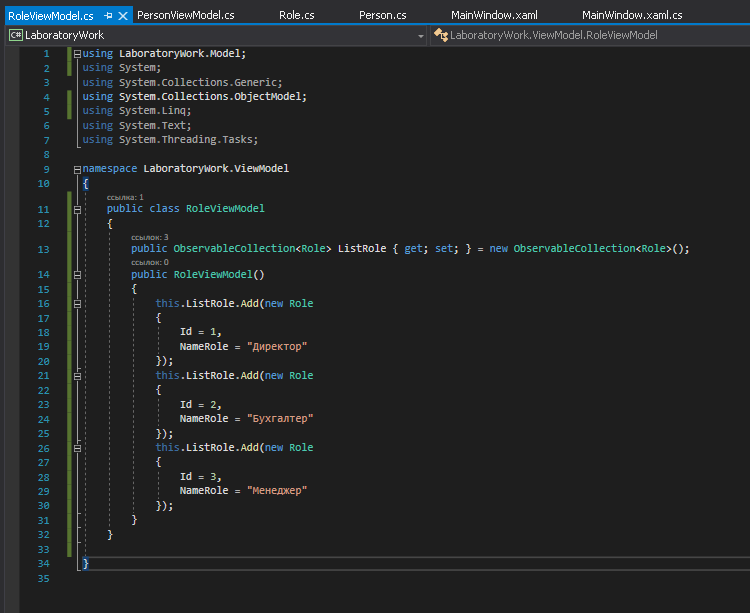 RoleViewModel.cs PersonViewModel.cs Role.cs Person.cs MainWindow.xaml MainWindow.xaml.cs
C# LaboratoryWork LaboratoryWork.ViewModel.RoleViewModel
1 using LaboratoryWork.Model;
2 using System;
3 using System.Collections.Generic;
4 using System.Collections.ObjectModel;
5 using System.Linq;
6 using System.Text;
7 using System.Threading.Tasks;
8
9 namespace LaboratoryWork.ViewModel
10 {
ссылка: 1
11 public class RoleViewModel
12 {
ссылок: 3
13 public ObservableCollection<Role> ListRole { get; set; } = new ObservableCollection<Role>();
ссылок: 0
14 public RoleViewModel()
15 {
16 this.ListRole.Add(new Role
17 {
18 Id = 1,
19 NameRole = "Директор"
20 });
21 this.ListRole.Add(new Role
22 {
23 Id = 2,
24 NameRole = "Бухгалтер"
25 });
26 this.ListRole.Add(new Role
27 {
28 Id = 3,
29 NameRole = "Менеджер"
30 });
31 }
32 }
33
34 }
35